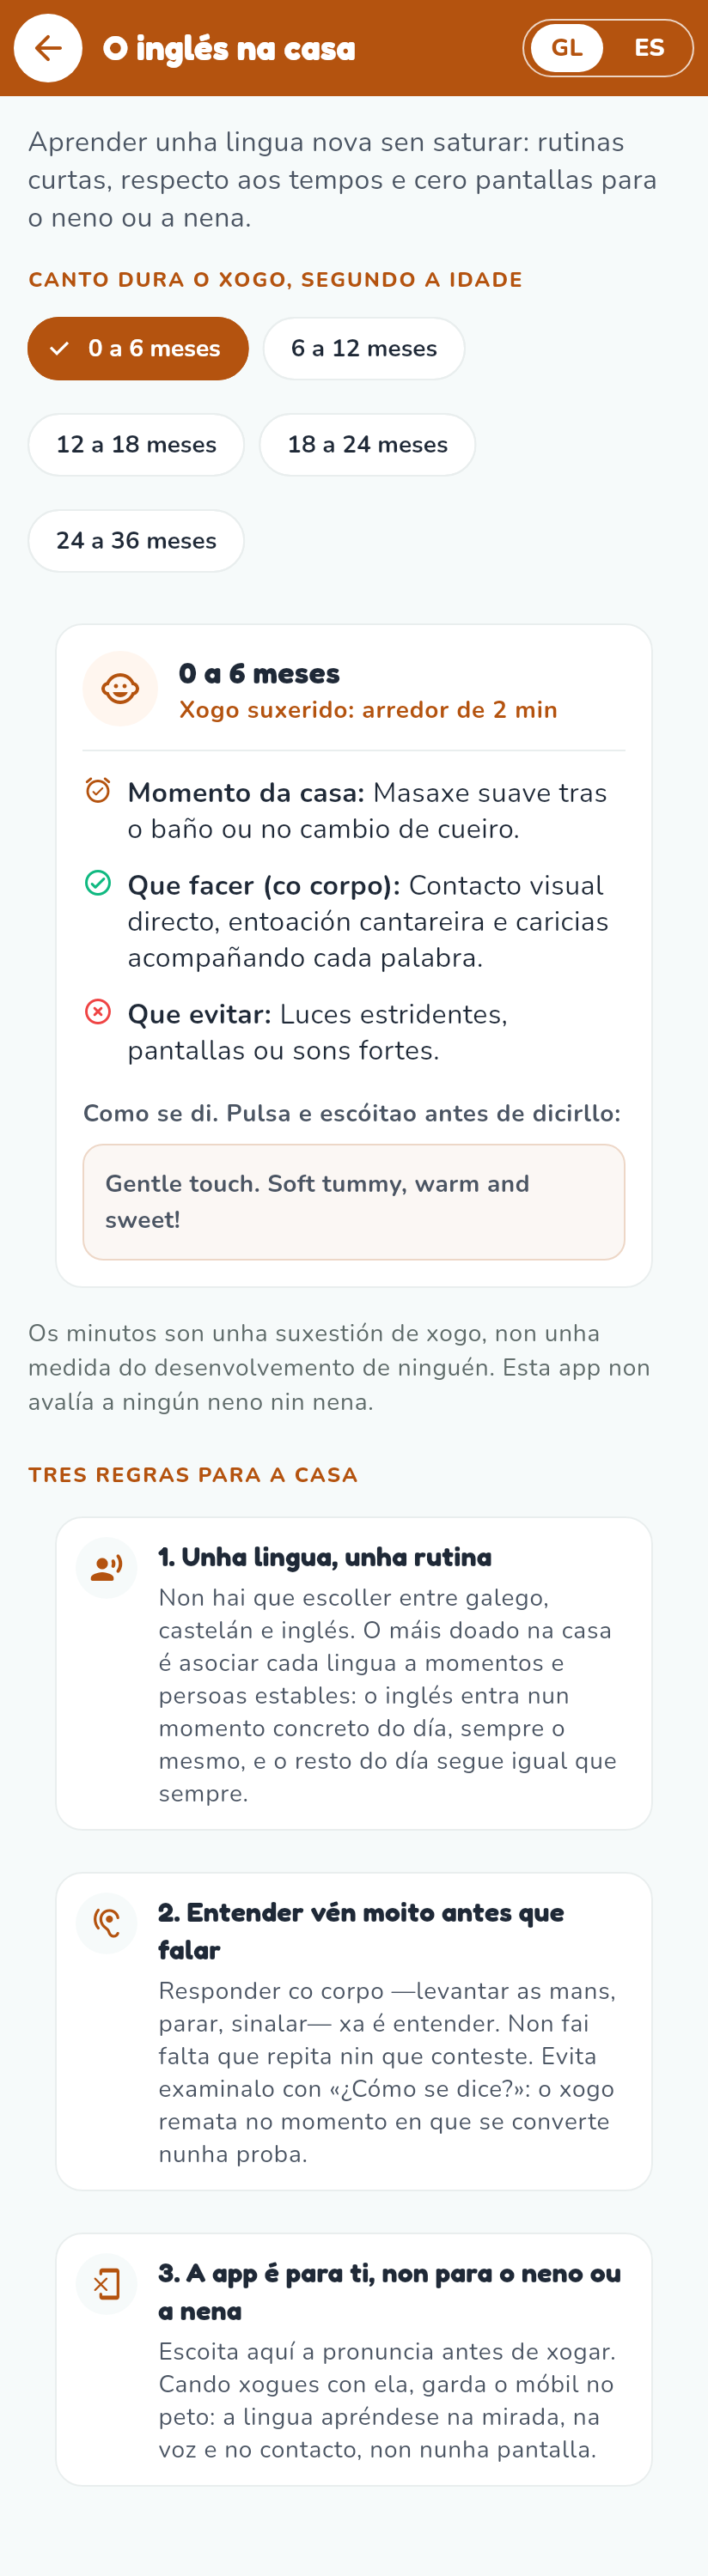 O inglés na casa
GL
ES
Aprender unha lingua nova sen saturar: rutinas
curtas, respecto aos tempos e cero pantallas para
o neno ou a nena.
CANTO DURA O XOGO, SEGUNDO A IDADE
0 a 6 meses
6 a 12 meses
12 a 18 meses
18 a 24 meses
24 a 36 meses
0 a 6 meses
Xogo suxerido: arredor de 2 min
Momento da casa: Masaxe suave tras
o baño ou no cambio de cueiro.
Que facer (co corpo): Contacto visual
directo, entoación cantareira e caricias
acompañando cada palabra.
Que evitar: Luces estridentes,
pantallas ou sons fortes.
Como se di. Pulsa e escóitao antes de dicirllo:
Gentle touch. Soft tummy, warm and
sweet!
Os minutos son unha suxestión de xogo, non unha
medida do desenvolvemento de ninguén. Esta app non
avalía a ningún neno nin nena.
TRES REGRAS PARA A CASA
1. Unha lingua, unha rutina
Non hai que escoller entre galego,
castelán e inglés. O máis doado na casa
é asociar cada lingua a momentos e
persoas estables: o inglés entra nun
momento concreto do día, sempre o
mesmo, e o resto do día segue igual que
sempre.
2. Entender vén moito antes que
falar
Responder co corpo —levantar as mans,
parar, sinalar— xa é entender. Non fai
falta que repita nin que conteste. Evita
examinalo con «¿Cómo se dice?»: o xogo
remata no momento en que se converte
nunha proba.
3. A app é para ti, non para o neno ou
a nena
Escoita aquí a pronuncia antes de xogar.
Cando xogues con ela, garda o móbil no
peto: a lingua apréndese na mirada, na
voz e no contacto, non nunha pantalla.